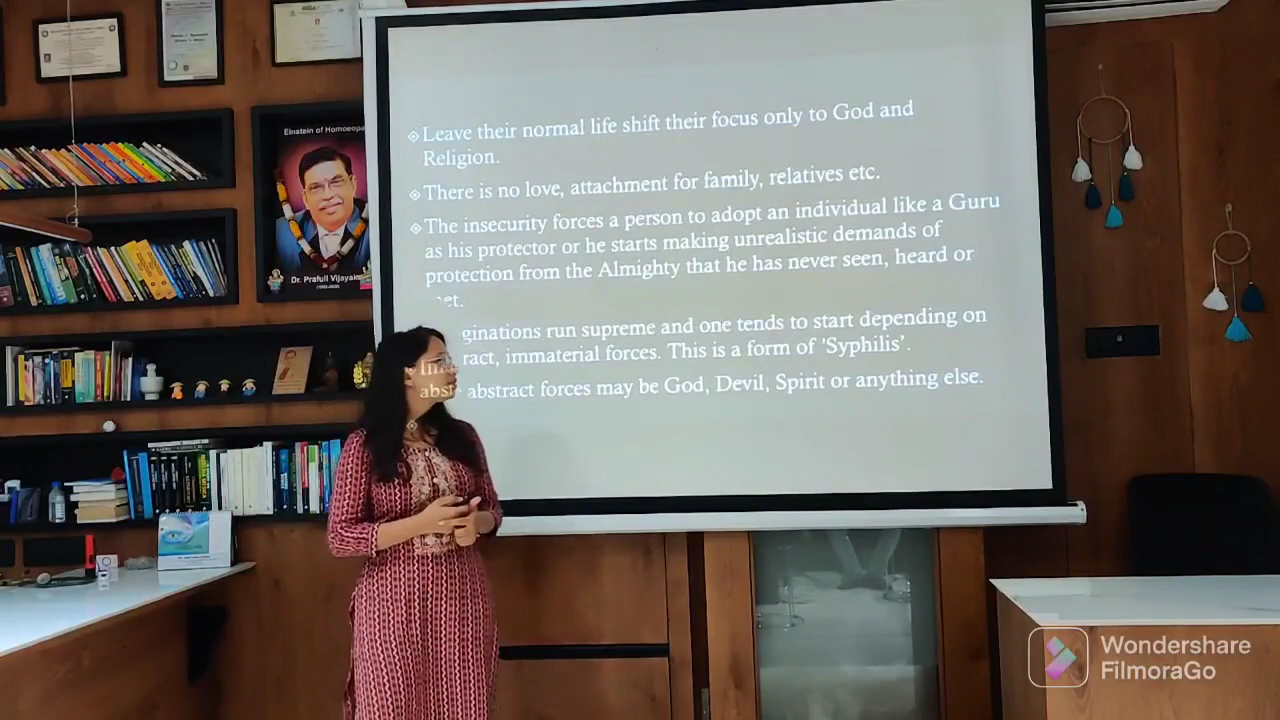 Leave their normal life shift their focus only to God and
Religion.
There is no love, attachment for family, relatives etc.
The insecurity forces a person to adopt an individual like a Guru
as his protector or he starts making unrealistic demands of
protection from the Almighty that he has never seen, heard or
et.
ginations run supreme and one tends to start depending on
ract, immaterial forces. This is a form of 'Syphilis'.
abstract forces may be God, Devil, Spirit or anything else.
Einstein of Homoeopa
Dr. Prafull Vijayak
Wondershare
FilmoraGo